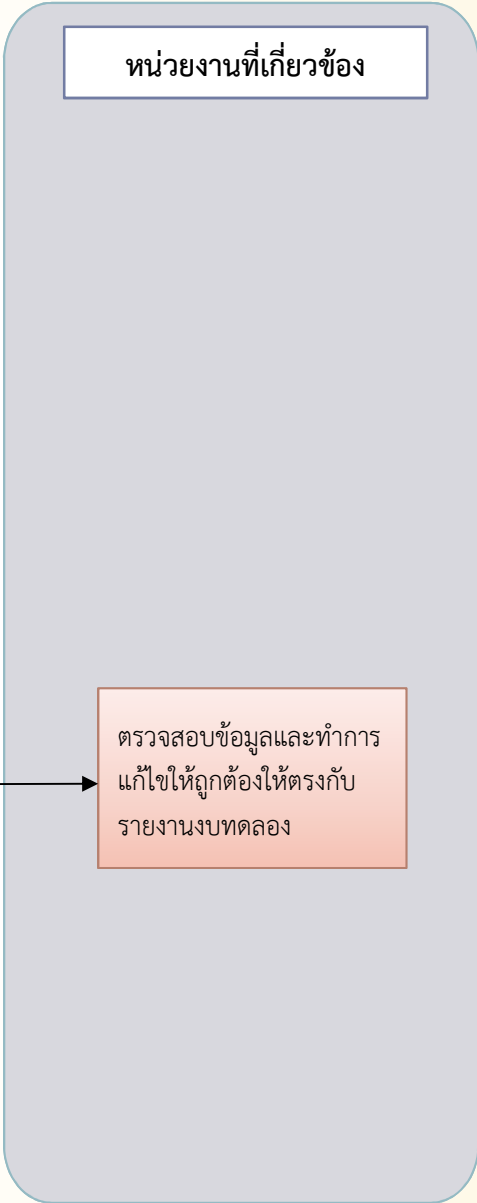 หน่วยงานที่เกี่ยวข้อง
ตรวจสอบข้อมูลและทำการ
แก้ไขให้ถูกต้องให้ตรงกับ
รายงานงบทดลอง